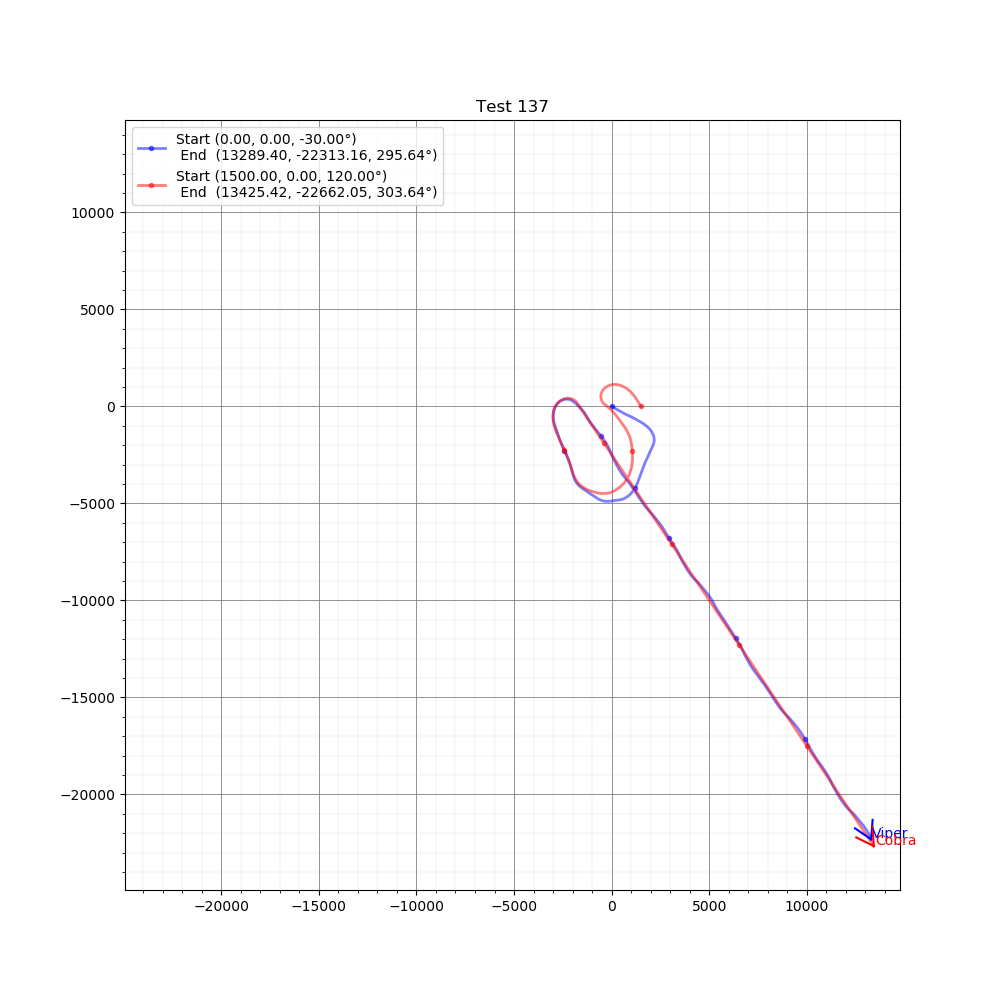 Test 137
Start (0.00, 0.00, -30.00°)
End (13289.40, -22313.16, 295.64°)
Start (1500.00, 0.00, 120.00°)
End (13425.42, -22662.05, 303.64°)
10000
5000
0
−5000
−10000
−15000
−20000
Viper
Cobra
−20000 −15000 −10000 −5000 0 5000 10000